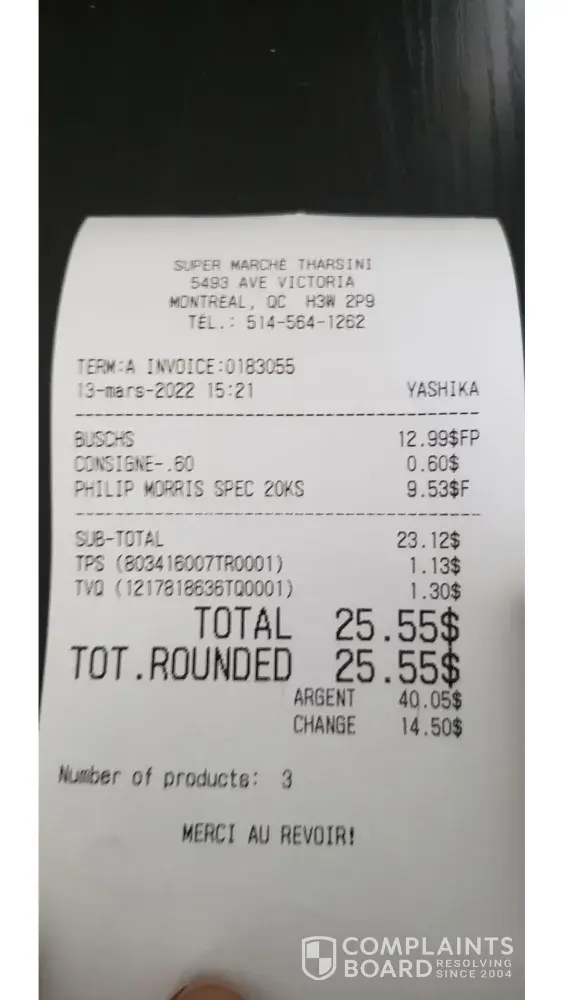 SUPER MARCHÉ THARSINI
5493 AVE VICTORIA
MONTREAL, QC H3W 2P9
TÉL.: 514-564-1262
TERM:A INVOICE:0183055
13-mars-2022 15:21 YASHIKA
BUSCHS 12.99$FP
CONSIGNE-.60 0.60$
PHILIP MORRIS SPEC 20KS 9.53$F
SUB-TOTAL 23.12$
TPS (803416007TR0001) 1.13$
TVQ (1217818636TQ0001) 1.30$
TOTAL 25.55$
TOT.ROUNDED 25.55$
ARGENT 40.05$
CHANGE 14.50$
Number of products: 3
MERCI AU REVOIR!
COMPLAINTS
BOARD RESOLVING
SINCE 2004